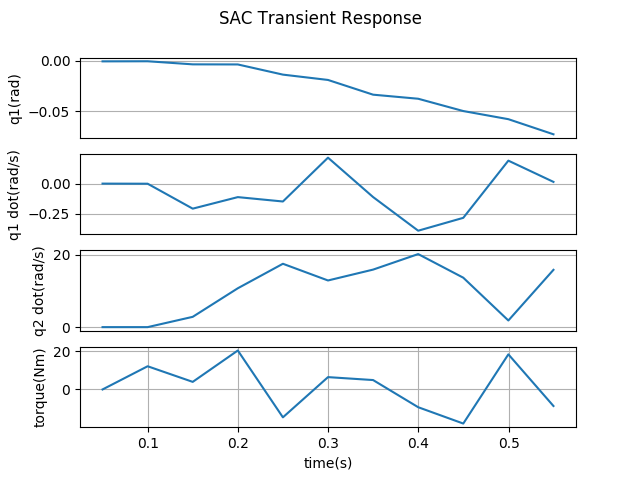 SAC Transient Response
0.00
−0.05
q1(rad)
0.00
−0.25
q1 dot(rad/s)
20
0
q2 dot(rad/s)
20
0
torque(Nm)
0.1 0.2 0.3 0.4 0.5
time(s)